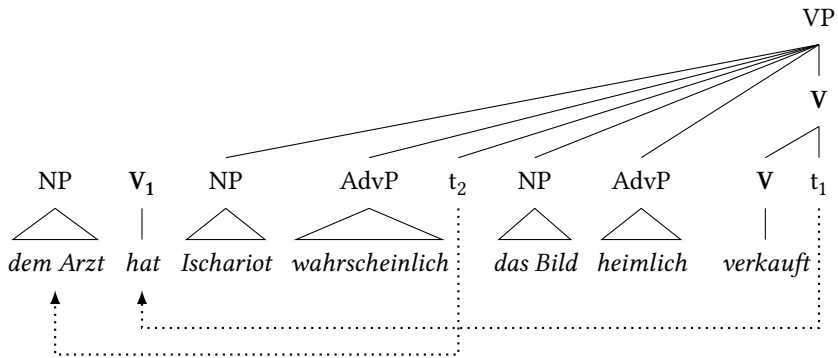 VP
V
NP V₁ NP AdvP t₂ NP AdvP V t₁
dem Arzt hat Ischariot wahrscheinlich das Bild heimlich verkauft